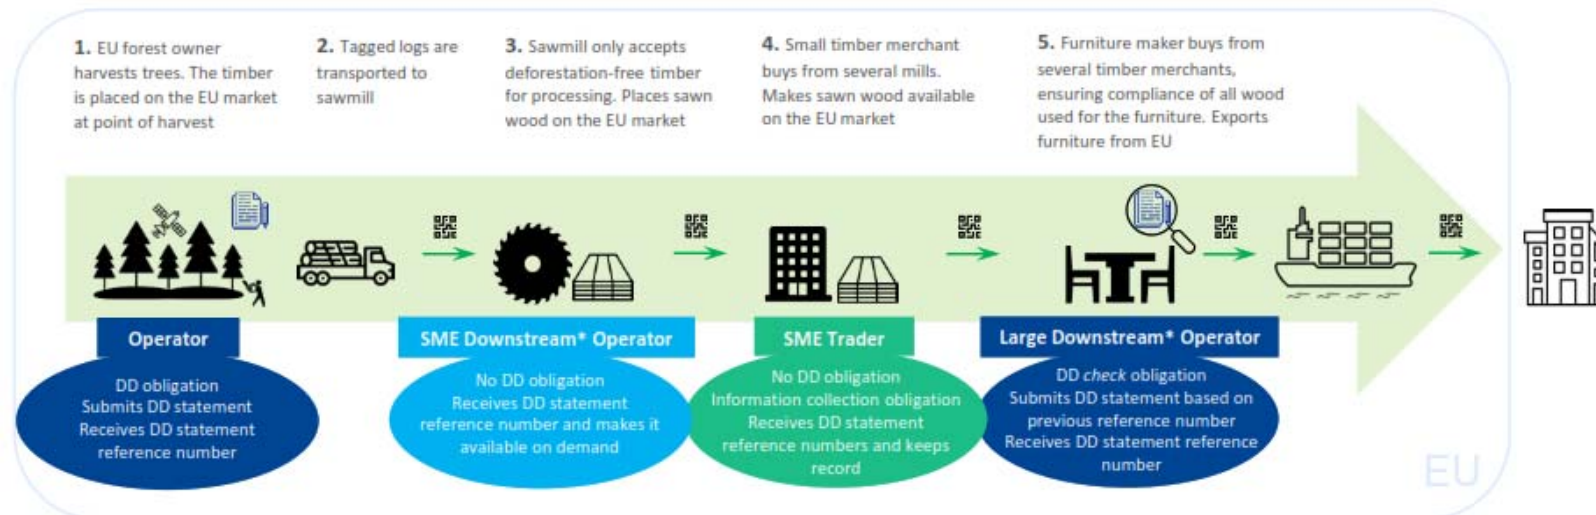 1. EU forest owner
harvests trees. The timber
is placed on the EU market
at point of harvest
2. Tagged logs are
transported to
sawmill
3. Sawmill only accepts
deforestation-free timber
for processing. Places sawn
wood on the EU market
4. Small timber merchant
buys from several mills.
Makes sawn wood available
on the EU market
5. Furniture maker buys from
several timber merchants,
ensuring compliance of all wood
used for the furniture. Exports
furniture from EU
Operator
DD obligation
Submits DD statement
Receives DD statement
reference number
SME Downstream* Operator
No DD obligation
Receives DD statement
reference number and makes it
available on demand
SME Trader
No DD obligation
Information collection obligation
Receives DD statement
reference numbers and keeps
record
Large Downstream* Operator
DD check obligation
Submits DD statement based on
previous reference number
Receives DD statement reference
number
EU